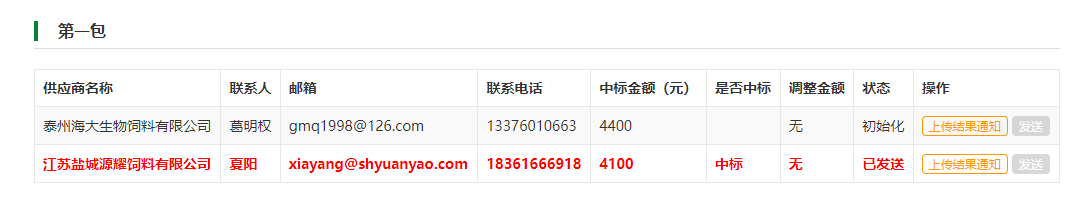 第一包
供应商名称 联系人 邮箱 联系电话 中标金额（元） 是否中标 调整金额 状态 操作
泰州海大生物饲料有限公司 葛明权 gmq1998@126.com 13376010663 4400 无 初始化 上传结果通知 发送
江苏盐城源耀饲料有限公司 夏阳 xiayang@shyuanyao.com 18361666918 4100 中标 无 已发送 上传结果通知 发送